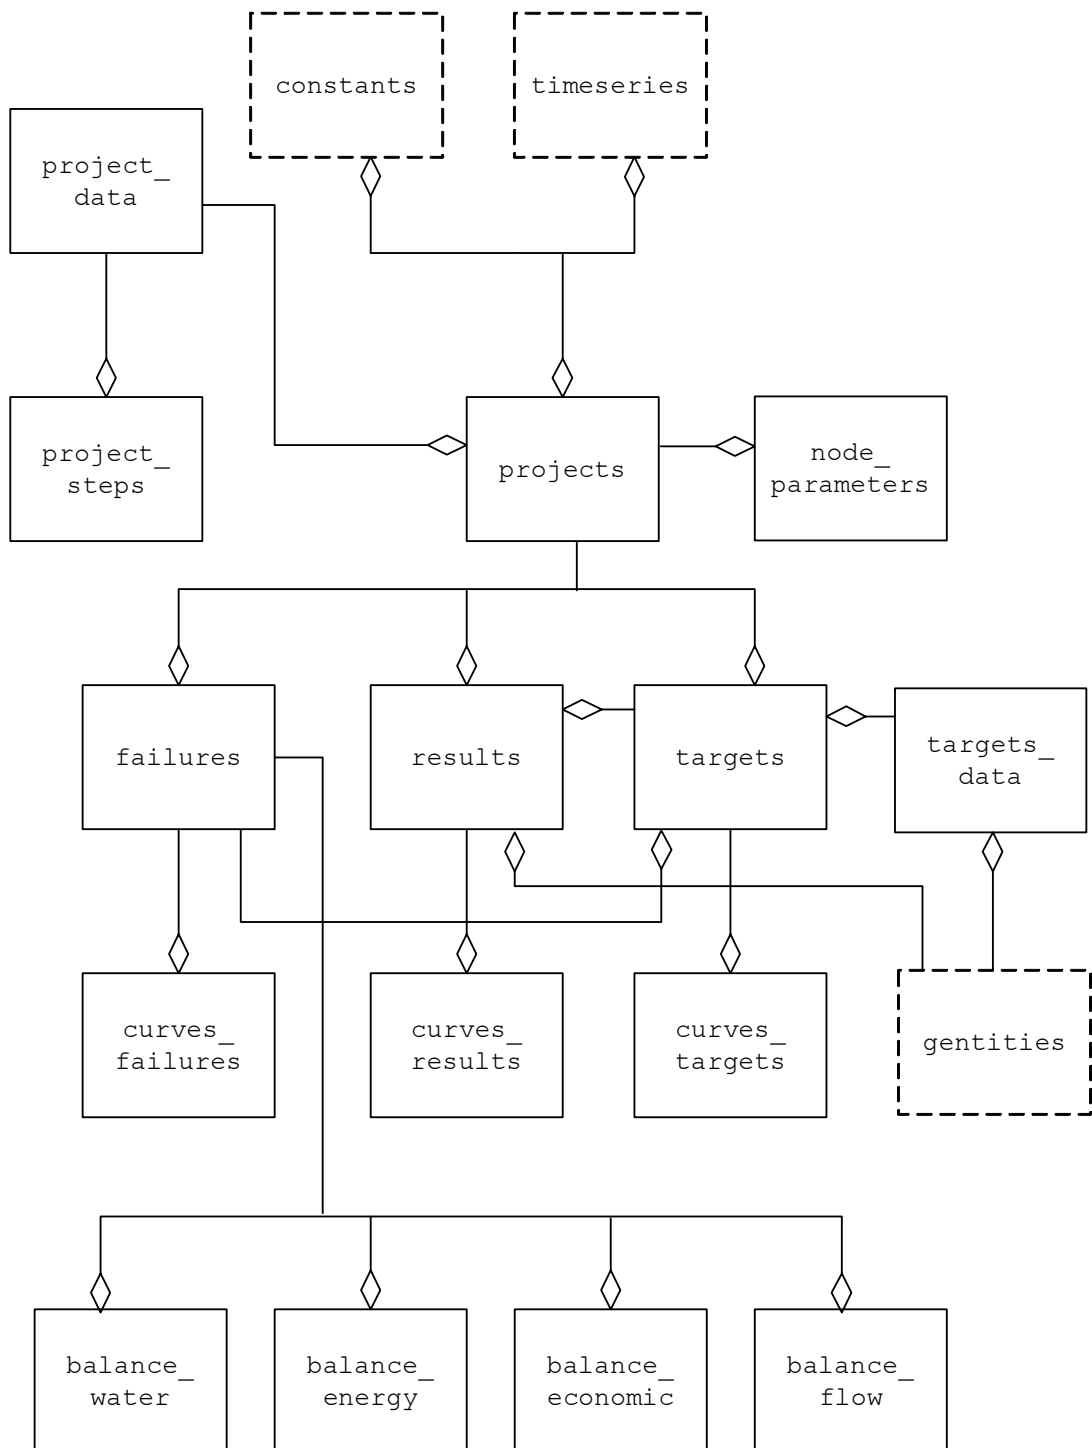 constants
timeseries
project_
data
project_
steps
projects
node_
parameters
failures
results
targets
targets_
data
curves_
failures
curves_
results
curves_
targets
gentities
balance_
water
balance_
energy
balance_
economic
balance_
flow